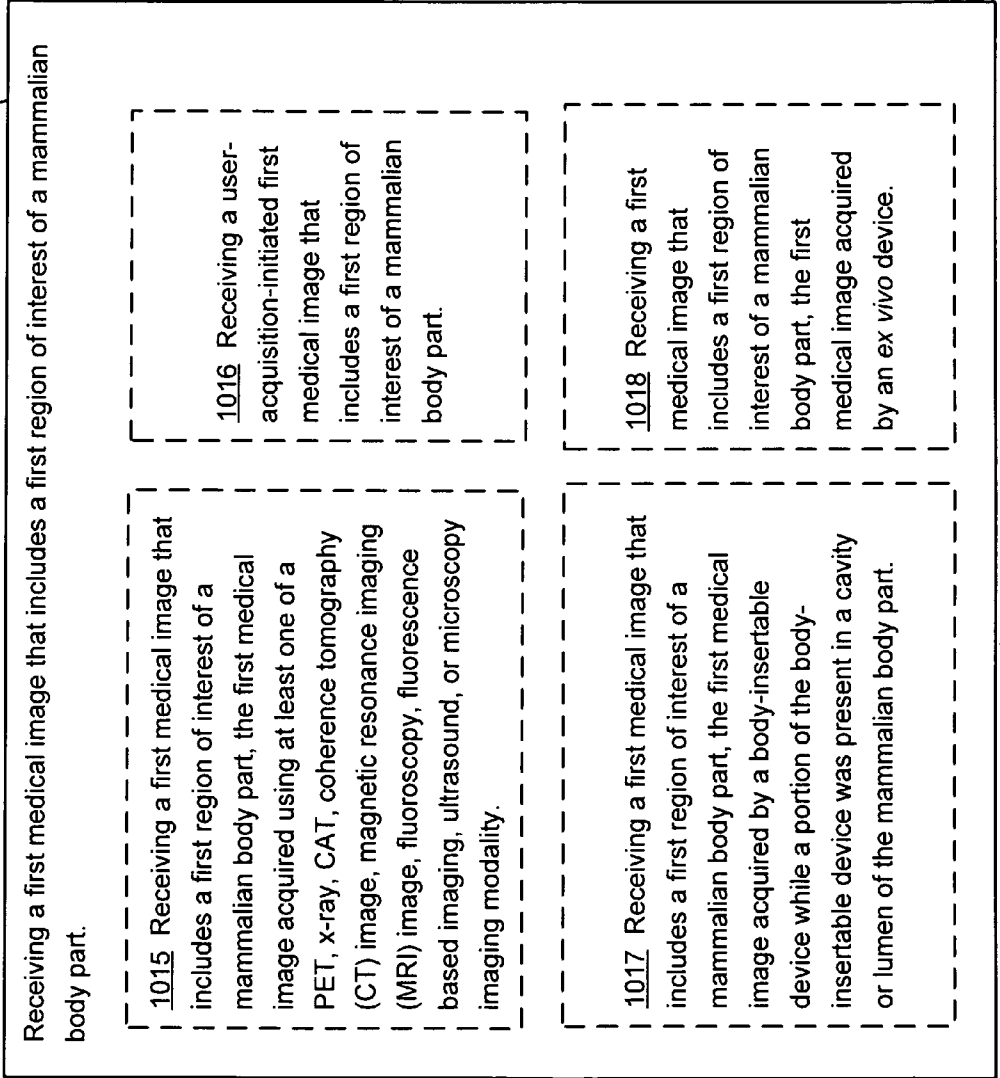 Receiving a first medical image that includes a first region of interest of a mammalian
body part.
1015 Receiving a first medical image that
includes a first region of interest of a
mammalian body part, the first medical
image acquired using at least one of a
PET, x-ray, CAT, coherence tomography
(CT) image, magnetic resonance imaging
(MRI) image, fluoroscopy, fluorescence
based imaging, ultrasound, or microscopy
imaging modality.
1016 Receiving a user-
acquisition-initiated first
medical image that
includes a first region of
interest of a mammalian
body part.
1017 Receiving a first medical image that
includes a first region of interest of a
mammalian body part, the first medical
image acquired by a body-insertable
device while a portion of the body-
insertable device was present in a cavity
or lumen of the mammalian body part.
1018 Receiving a first
medical image that
includes a first region of
interest of a mammalian
body part, the first
medical image acquired
by an ex vivo device.